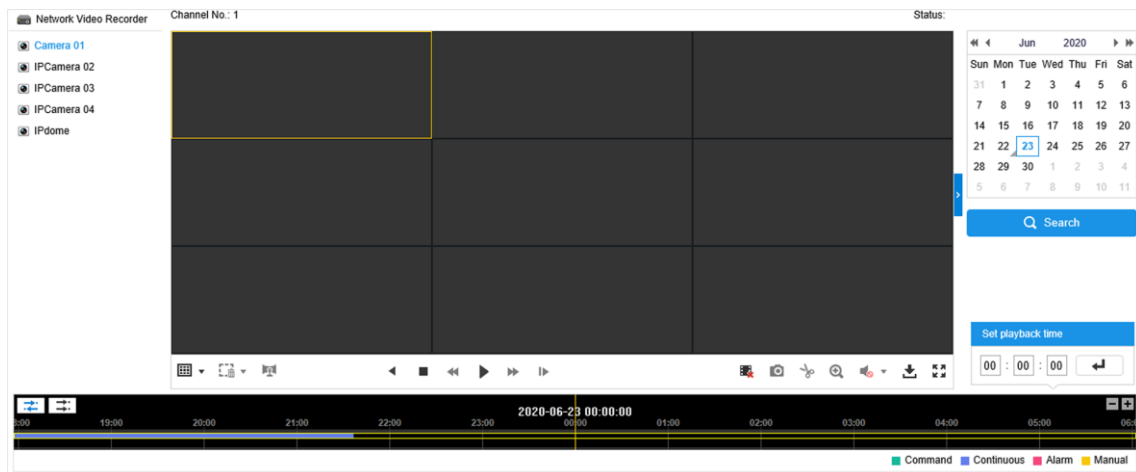 Network Video Recorder
Channel No.: 1
Status:
Camera 01
IPCamera 02
IPCamera 03
IPCamera 04
IPdome
Jun 2020
Sun Mon Tue Wed Thu Fri Sat
31 1 2 3 4 5 6
7 8 9 10 11 12 13
14 15 16 17 18 19 20
21 22 23 24 25 26 27
28 29 30 1 2 3 4
5 6 7 8 9 10 11
Search
Set playback time
00 : 00 : 00
2020-06-23 00:00:00
8:00 19:00 20:00 21:00 22:00 23:00 00:00 01:00 02:00 03:00 04:00 05:00 06:
Command Continuous Alarm Manual